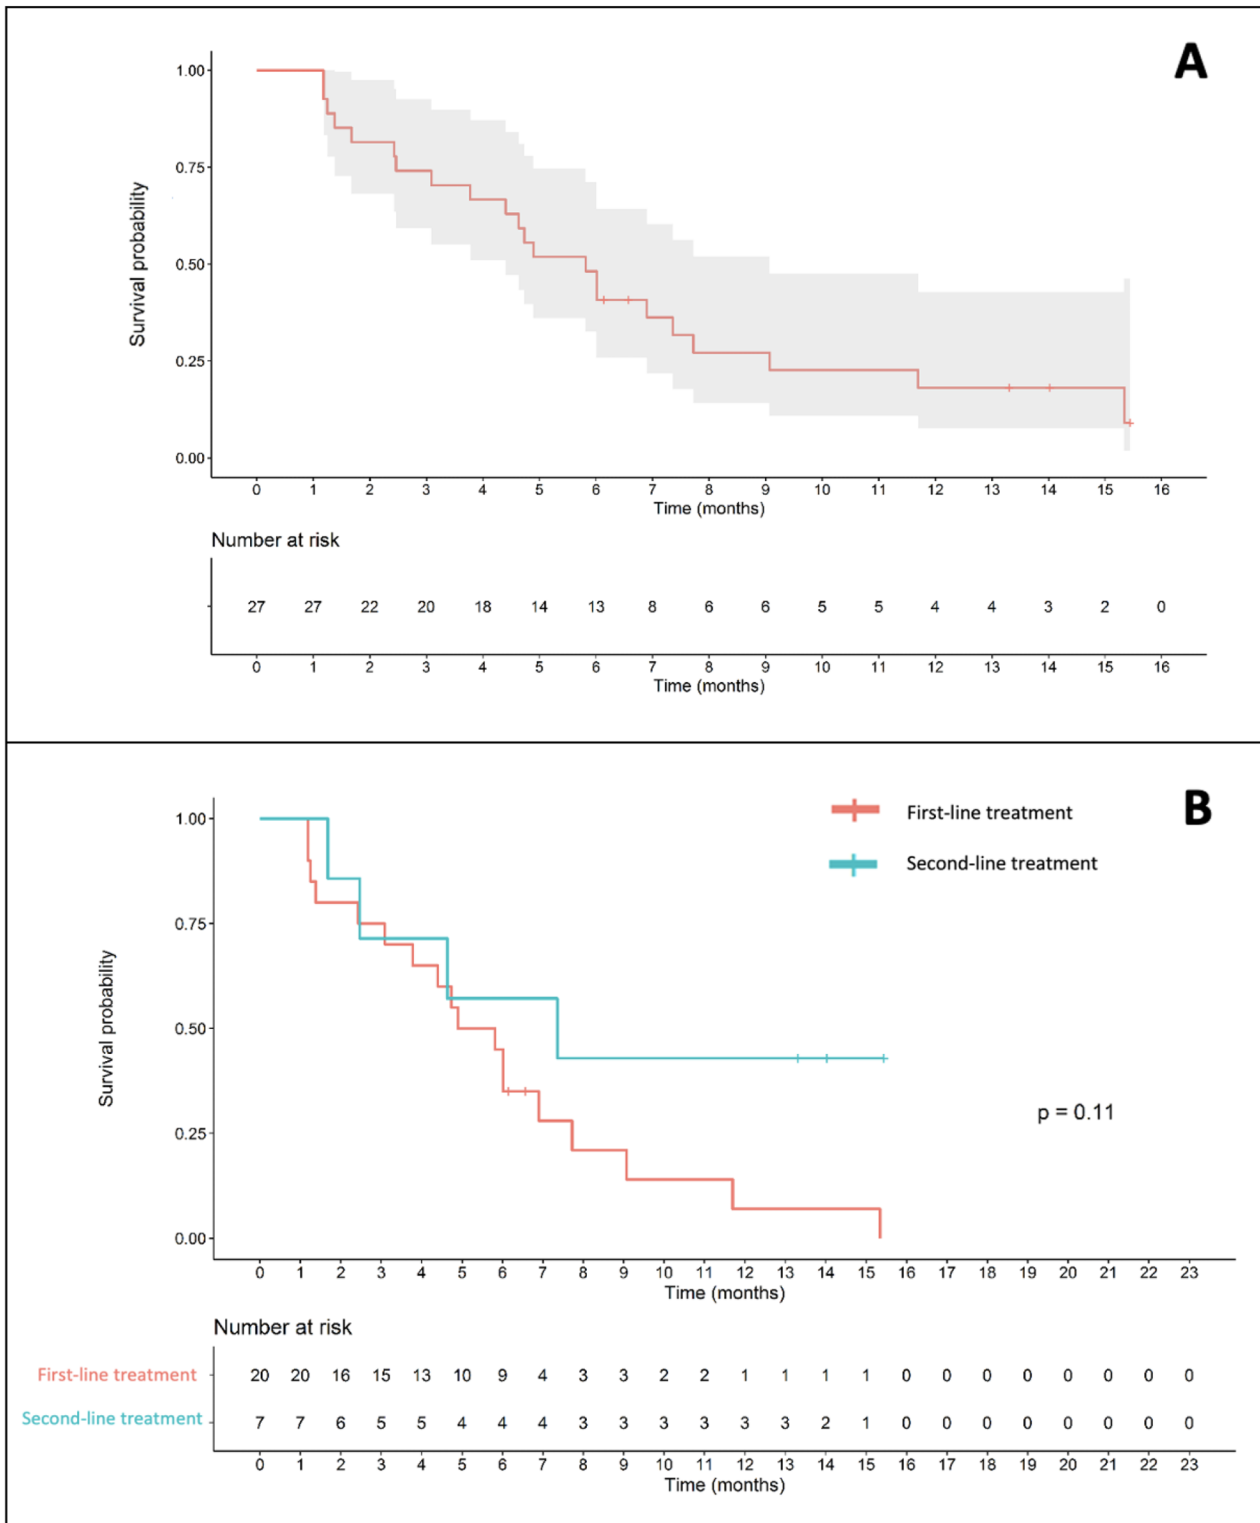 A
1.00
0.75
0.50
0.25
0.00
Survival probability
0 1 2 3 4 5 6 7 8 9 10 11 12 13 14 15 16
Time (months)
Number at risk
27 27 22 20 18 14 13 8 6 6 5 5 4 4 3 2 0
0 1 2 3 4 5 6 7 8 9 10 11 12 13 14 15 16
Time (months)
B
First-line treatment
Second-line treatment
1.00
0.75
0.50
0.25
0.00
Survival probability
p = 0.11
0 1 2 3 4 5 6 7 8 9 10 11 12 13 14 15 16 17 18 19 20 21 22 23
Time (months)
Number at risk
First-line treatment 20 20 16 15 13 10 9 4 3 3 2 2 1 1 1 1 0 0 0 0 0 0 0 0
Second-line treatment 7 7 6 5 5 4 4 4 3 3 3 3 3 3 2 1 0 0 0 0 0 0 0 0
0 1 2 3 4 5 6 7 8 9 10 11 12 13 14 15 16 17 18 19 20 21 22 23
Time (months)